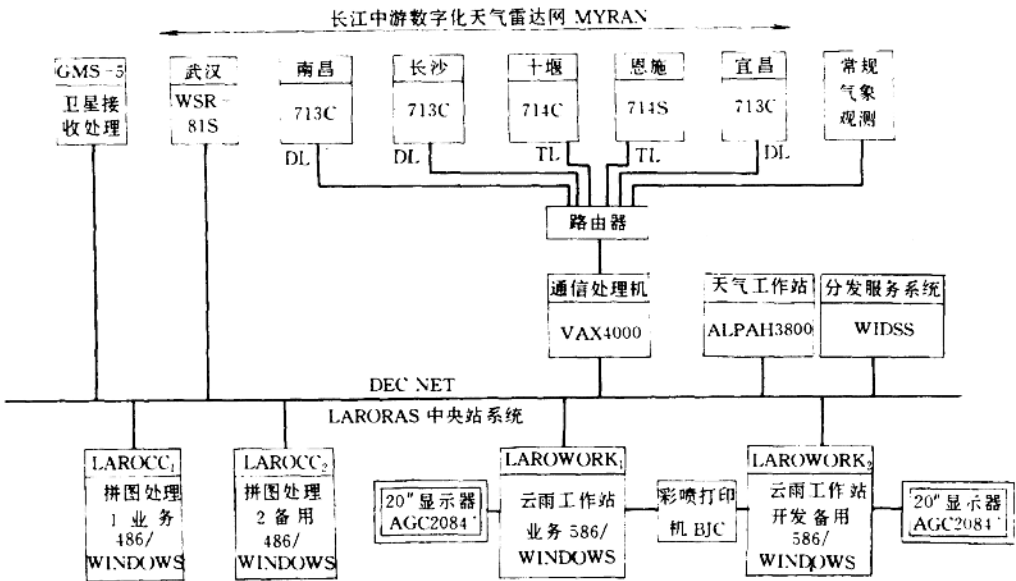 长江中游数字化天气雷达网 MYRAN
GMS-5
卫星接
收处理
武汉
WSR-
81S
南昌
713C
长沙
713C
十堰
714C
恩施
714S
宜昌
713C
常规
气象
观测
DL
DL
TL
TL
DL
路由器
通信处理机
VAX4000
天气工作站
ALPAH3800
分发服务系统
WIDSS
DEC NET
LARORAS 中央站系统
LAROCC₁
拼图处理
1 业务
486/
WINDOWS
LAROCC₂
拼图处理
2 备用
486/
WINDOWS
20″显示器
AGC2084
LAROWORK₁
云雨工作站
业务 586/
WINDOWS
彩喷打印
机 BJC
LAROWORK₂
云雨工作站
开发备用
586/
WINDOWS
20″显示器
AGC2084